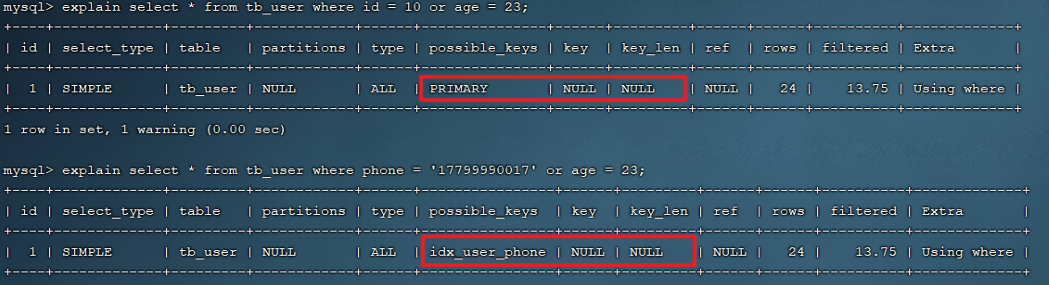 mysql> explain select * from tb_user where id = 10 or age = 23;
+----+-------------+---------+------------+------+---------------+------+---------+------+------+----------+-------------+
| id | select_type | table   | partitions | type | possible_keys | key  | key_len | ref  | rows | filtered | Extra       |
+----+-------------+---------+------------+------+---------------+------+---------+------+------+----------+-------------+
|  1 | SIMPLE      | tb_user | NULL       | ALL  | PRIMARY       | NULL | NULL    | NULL |   24 |    13.75 | Using where |
+----+-------------+---------+------------+------+---------------+------+---------+------+------+----------+-------------+
1 row in set, 1 warning (0.00 sec)
mysql> explain select * from tb_user where phone = '17799990017' or age = 23;
+----+-------------+---------+------------+------+----------------+------+---------+------+------+----------+-------------+
| id | select_type | table   | partitions | type | possible_keys  | key  | key_len | ref  | rows | filtered | Extra       |
+----+-------------+---------+------------+------+----------------+------+---------+------+------+----------+-------------+
|  1 | SIMPLE      | tb_user | NULL       | ALL  | idx_user_phone | NULL | NULL    | NULL |   24 |    13.75 | Using where |
+----+-------------+---------+------------+------+----------------+------+---------+------+------+----------+-------------+